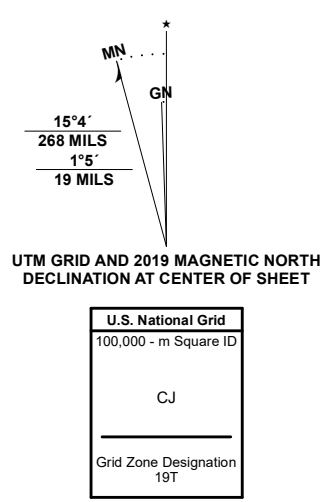 ★
MN
GN
15°4´
268 MILS
1°5´
19 MILS
UTM GRID AND 2019 MAGNETIC NORTH
DECLINATION AT CENTER OF SHEET
U.S. National Grid
100,000 - m Square ID
CJ
Grid Zone Designation
19T